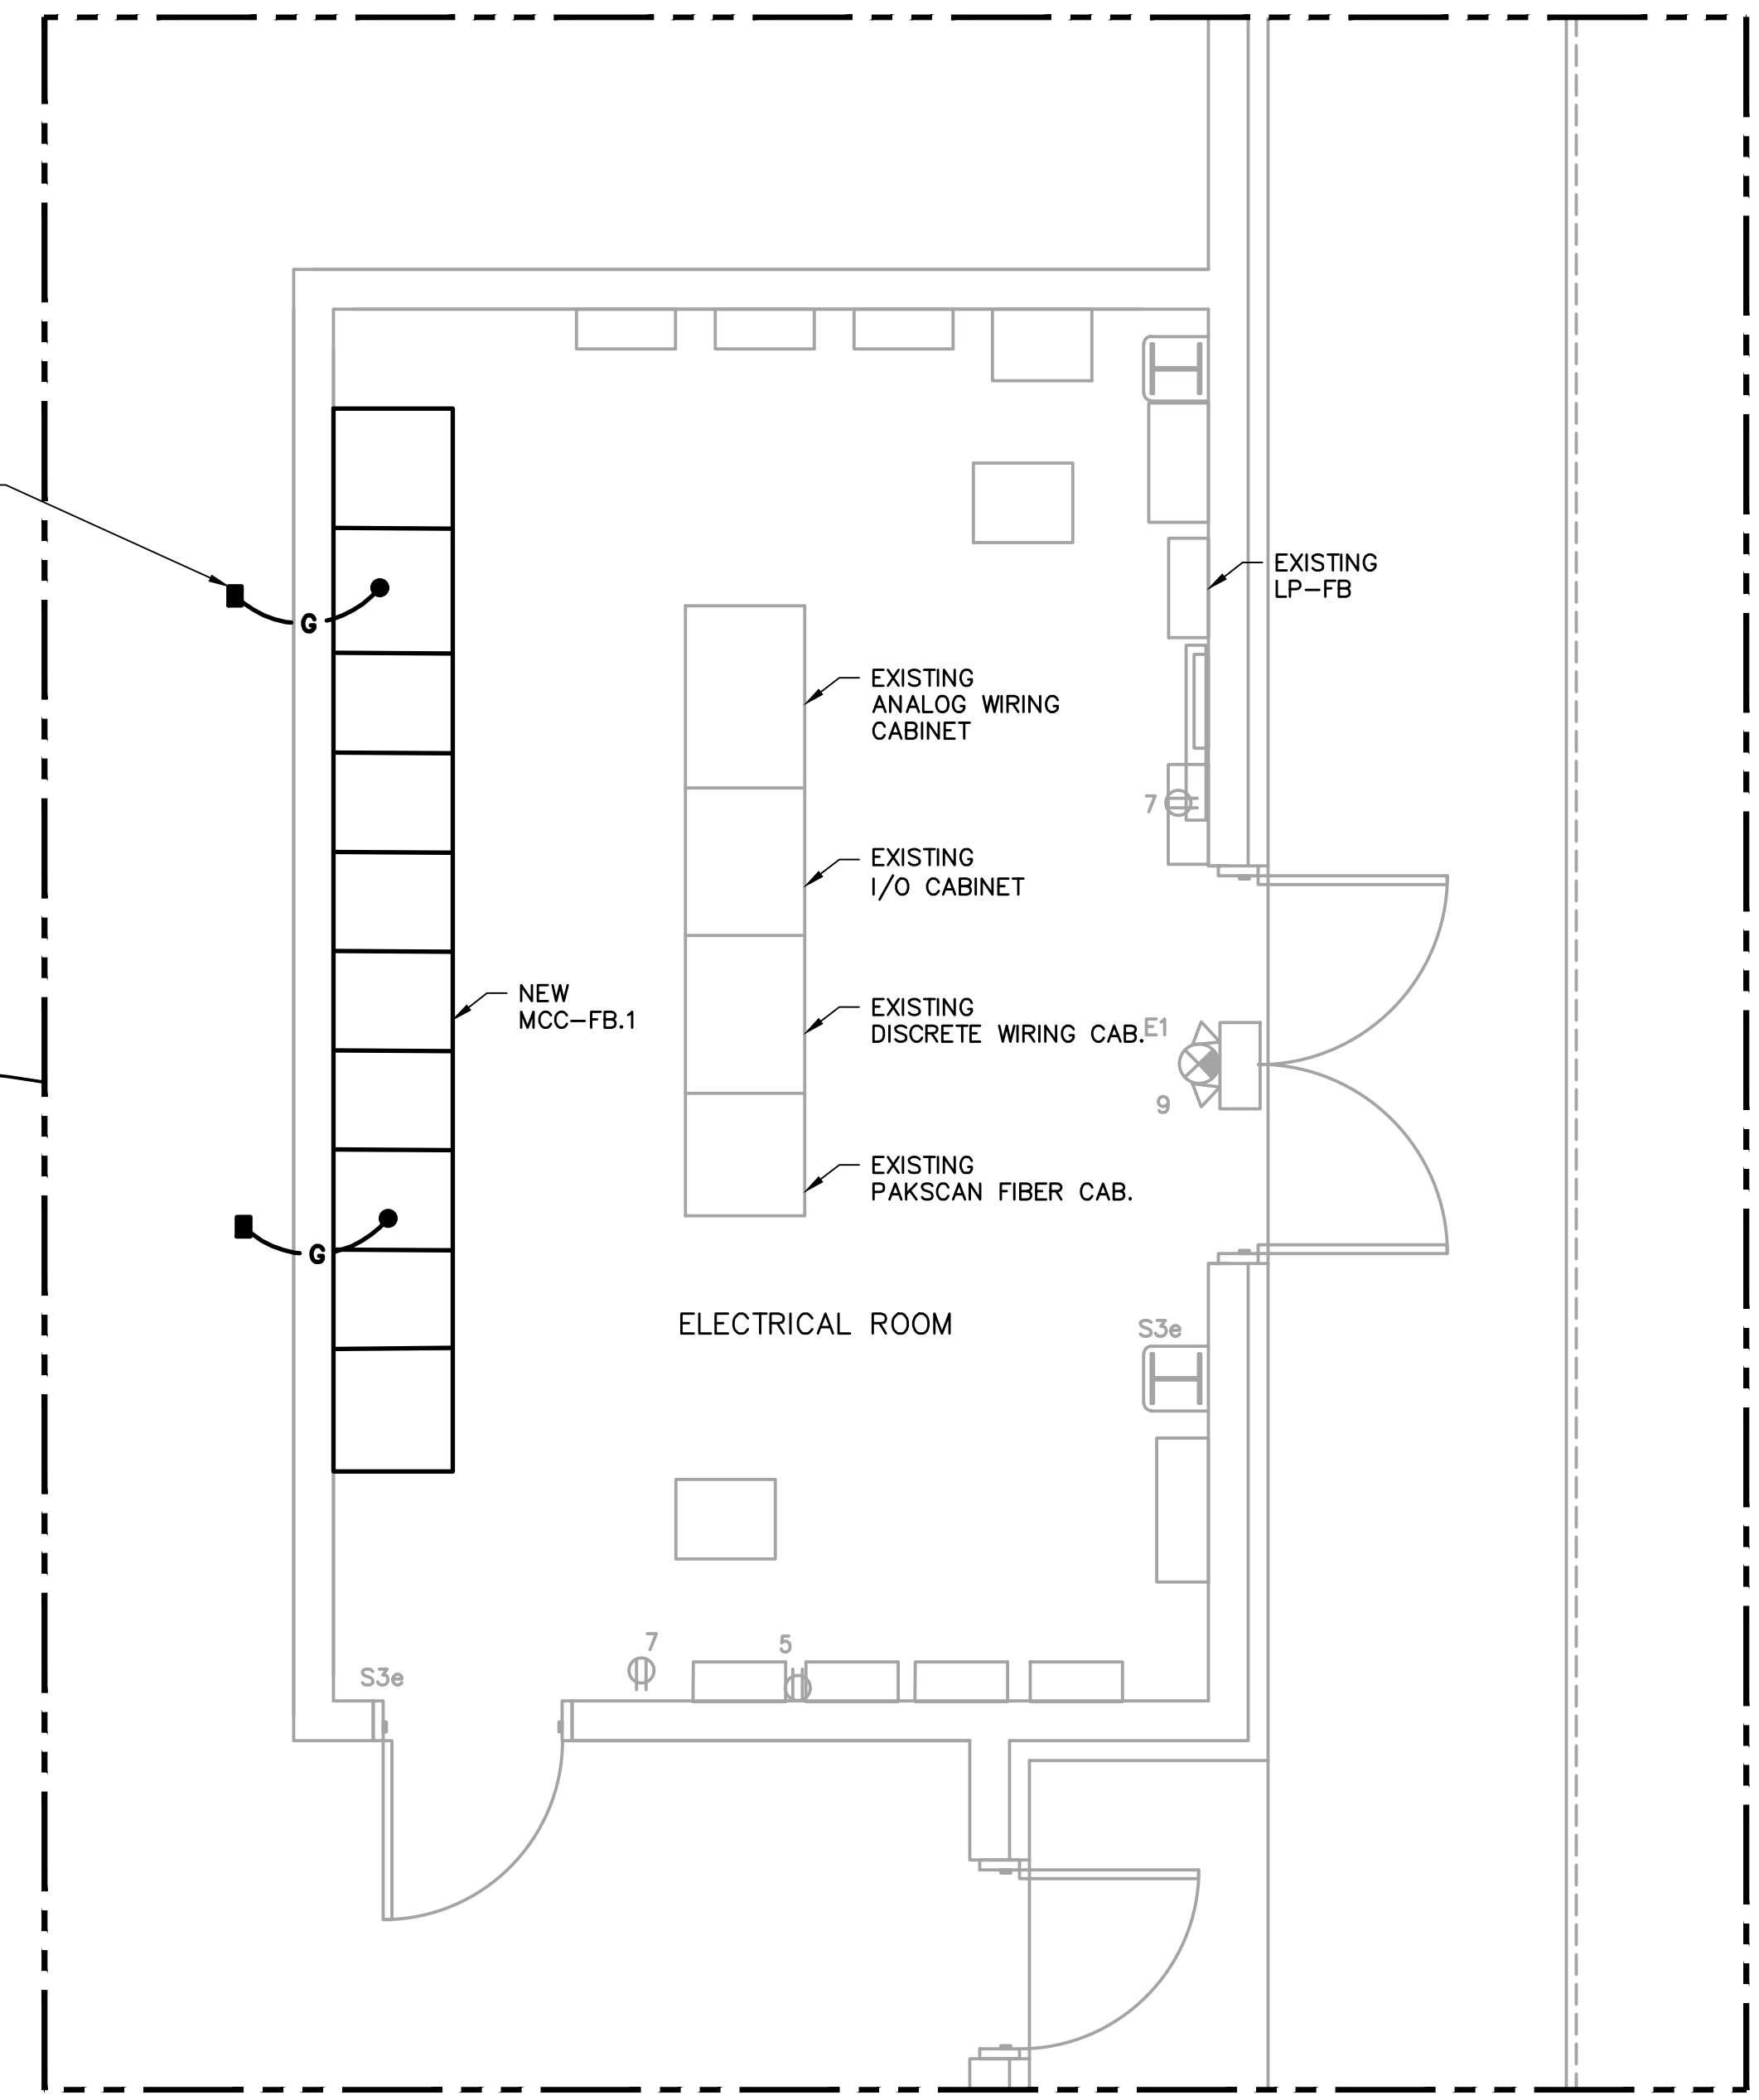 EXISTING
LP-FB
G
EXISTING
ANALOG WIRING
CABINET
7
EXISTING
I/O CABINET
NEW
MCC-FB.1
EXISTING
DISCRETE WIRING CAB.
E1
9
EXISTING
PAKSCAN FIBER CAB.
G
ELECTRICAL ROOM
S3e
7
5
S3e